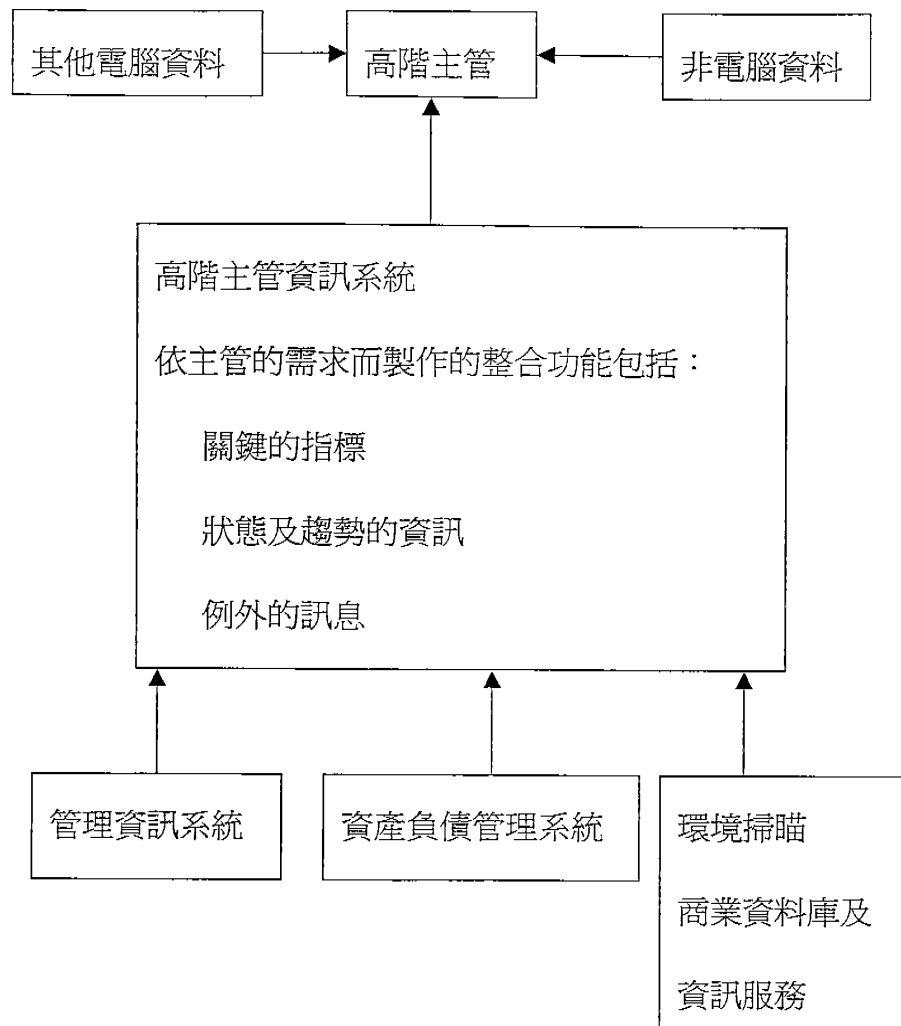 其他電腦資料
高階主管
非電腦資料
高階主管資訊系統
依主管的需求而製作的整合功能包括：
關鍵的指標
狀態及趨勢的資訊
例外的訊息
管理資訊系統
資產負債管理系統
環境掃瞄
商業資料庫及
資訊服務